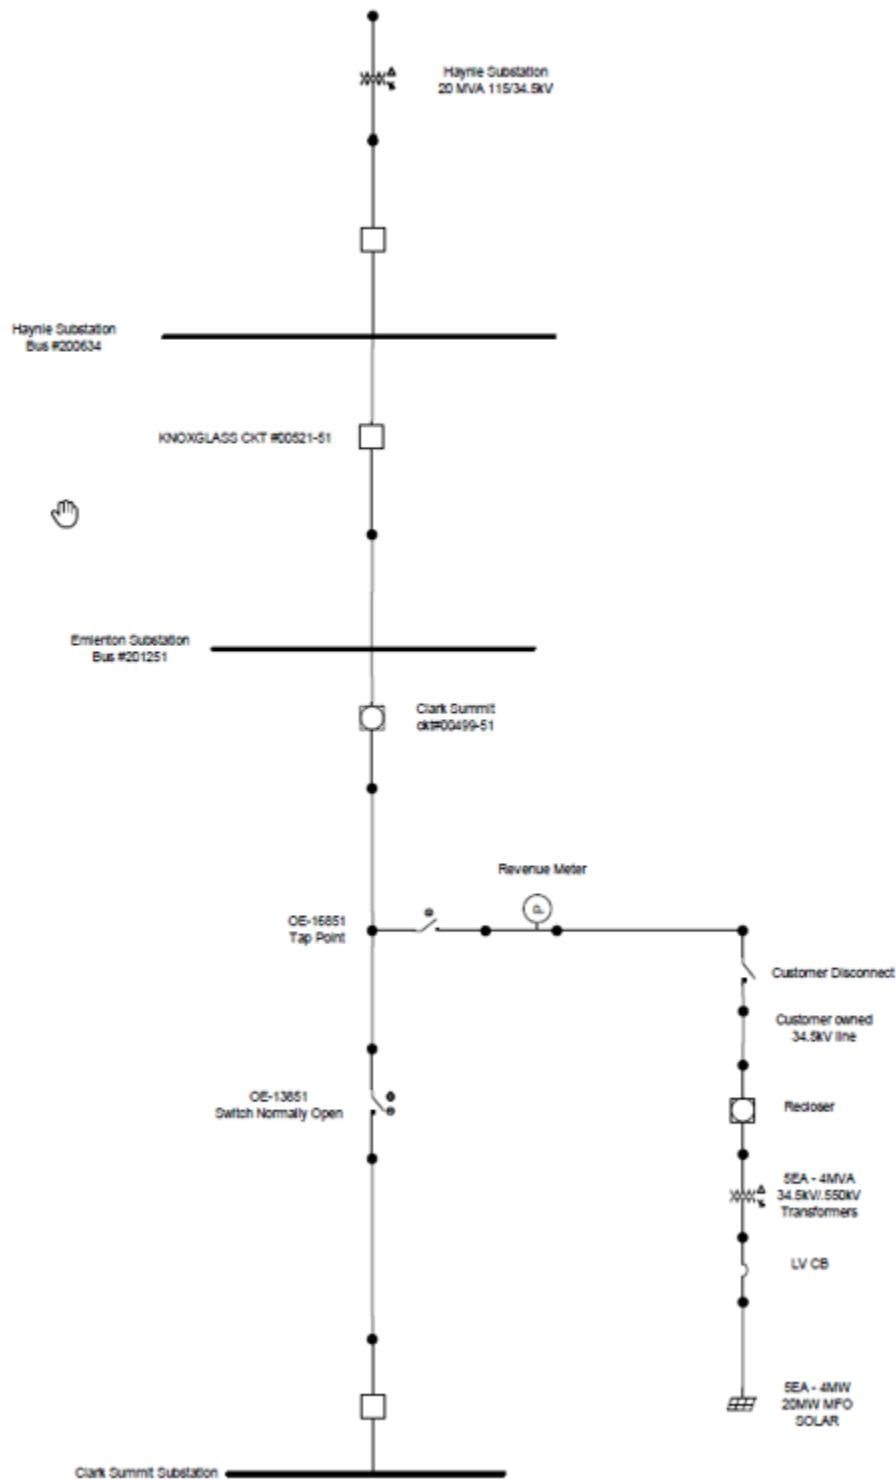 Haynie Substation
20 MVA 115/34.5kV
Haynie Substation
Bus #200634
KNOXGLASS CKT #00521-51
Emlenton Substation
Bus #201251
Clark Summit
ckt#00499-51
Revenue Meter
P
OE-16851
Tap Point
Customer Disconnect
Customer owned
34.5kV line
OE-13651
Switch Normally Open
Recloser
5EA - 4MVA
34.5kV/.550kV
Transformers
LV CB
5EA - 4MW
20MW MFO
SOLAR
Clark Summit Substation